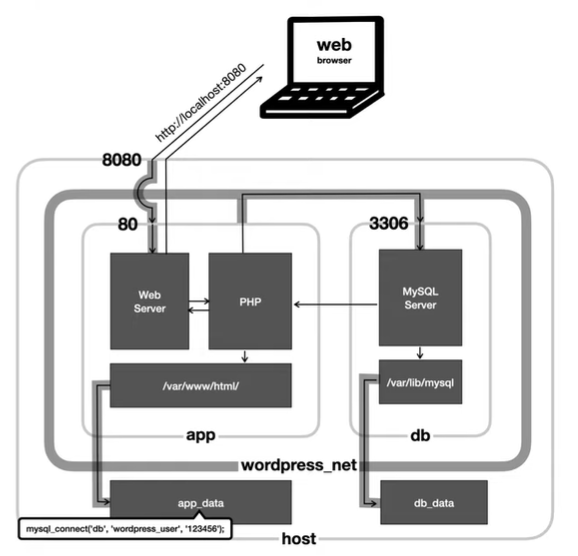 web
browser
http://localhost:8080
8080
80
3306
Web
Server
PHP
MySQL
Server
/var/www/html/
/var/lib/mysql
app
db
wordpress_net
app_data
db_data
mysql_connect('db', 'wordpress_user', '123456');
host